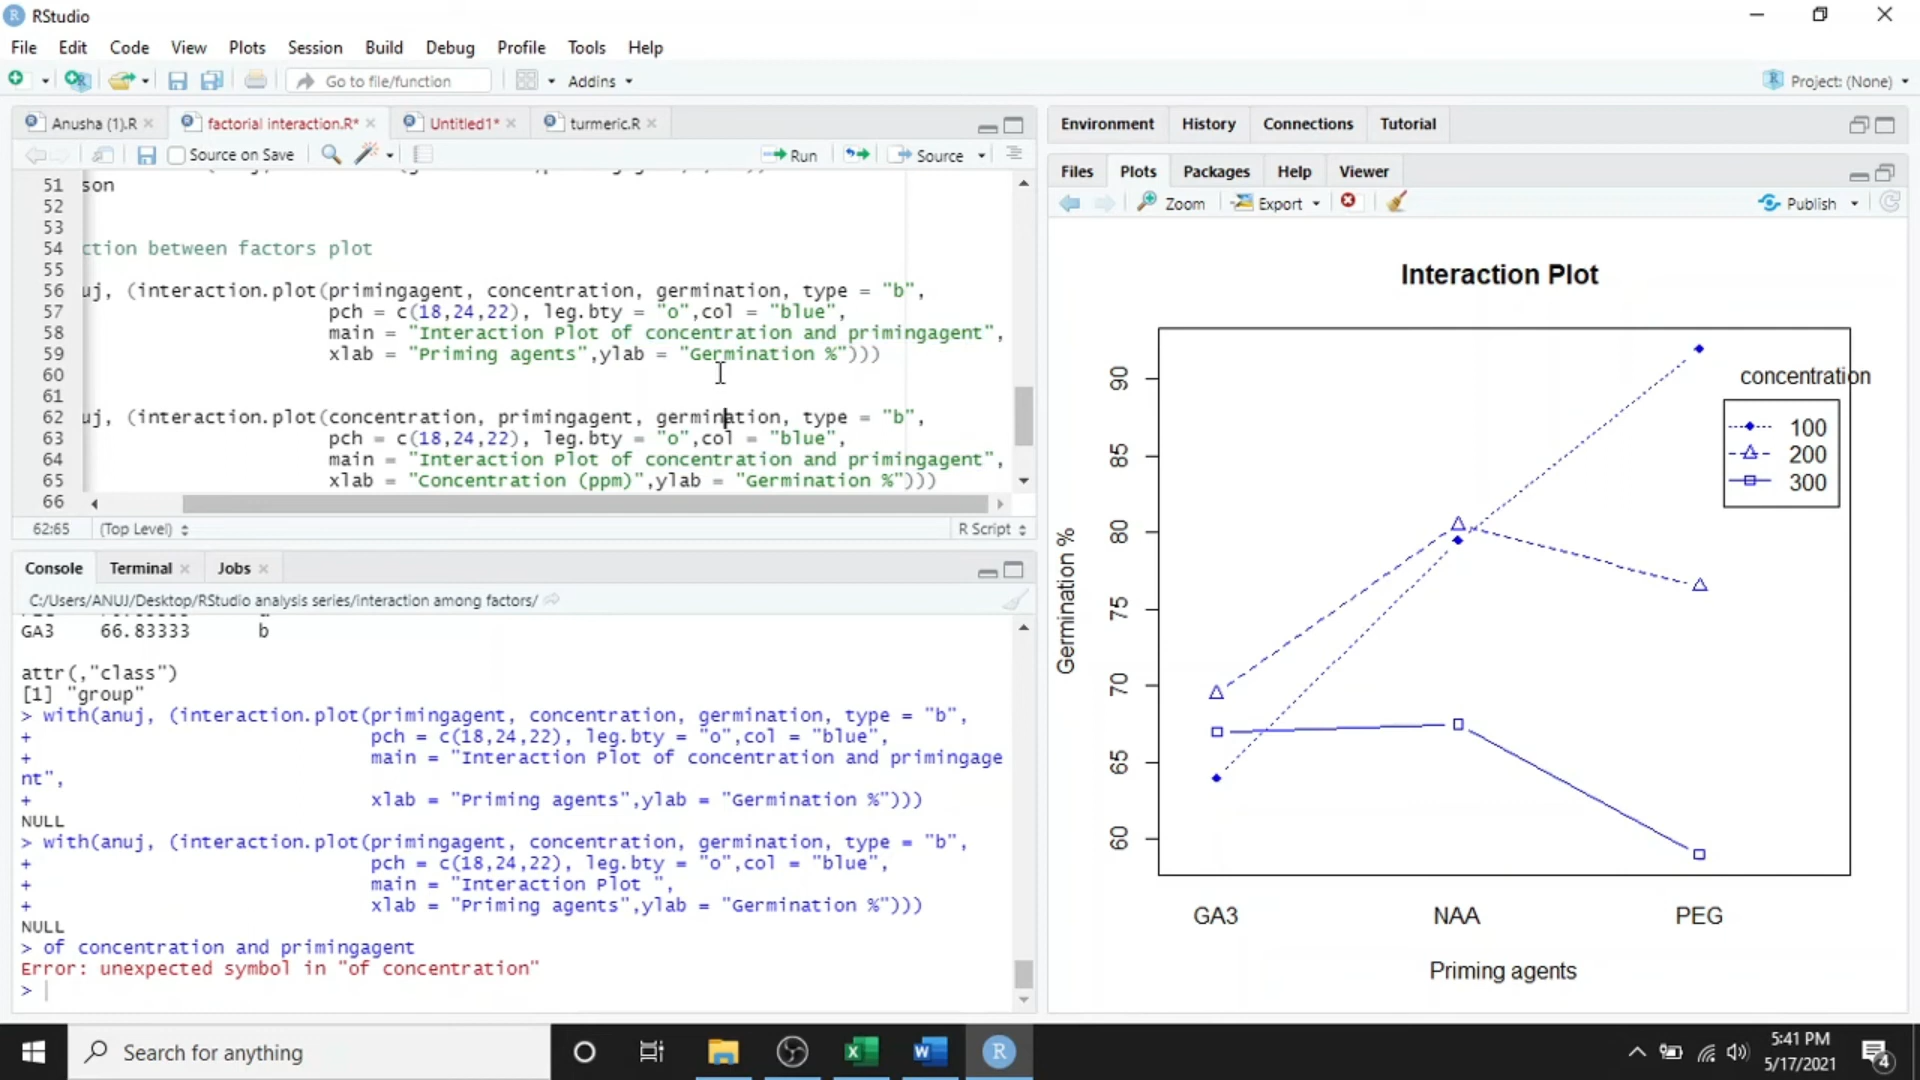 RStudio
File Edit Code View Plots Session Build Debug Profile Tools Help
Go to file/function Addins Project: (None)
Anusha (1).R factorial interaction.R* Untitled1* turmeric.R
Source on Save Run Source
51 son
52
53
54 ction between factors plot
55
56 uj, (interaction.plot(primingagent, concentration, germination, type = "b",
57 pch = c(18,24,22), leg.bty = "o",col = "blue",
58 main = "Interaction Plot of concentration and primingagent",
59 xlab = "Priming agents",ylab = "Germination %")))
60
61
62 uj, (interaction.plot(concentration, primingagent, germination, type = "b",
63 pch = c(18,24,22), leg.bty = "o",col = "blue",
64 main = "Interaction Plot of concentration and primingagent",
65 xlab = "Concentration (ppm)",ylab = "Germination %")))
66
62:65 (Top Level) R Script
Console Terminal Jobs
C:/Users/ANUJ/Desktop/RStudio analysis series/interaction among factors/
GA3 66.83333 b
attr(,"class")
[1] "group"
> with(anuj, (interaction.plot(primingagent, concentration, germination, type = "b",
+ pch = c(18,24,22), leg.bty = "o",col = "blue",
+ main = "Interaction Plot of concentration and primingage
nt",
+ xlab = "Priming agents",ylab = "Germination %")))
NULL
> with(anuj, (interaction.plot(primingagent, concentration, germination, type = "b",
+ pch = c(18,24,22), leg.bty = "o",col = "blue",
+ main = "Interaction Plot ",
+ xlab = "Priming agents",ylab = "Germination %")))
NULL
> of concentration and primingagent
Error: unexpected symbol in "of concentration"
>
Environment History Connections Tutorial
Files Plots Packages Help Viewer
Zoom Export Publish
Interaction Plot
concentration
100
200
300
Germination %
90
85
80
75
70
65
60
GA3 NAA PEG
Priming agents
Search for anything
5:41 PM
5/17/2021
4